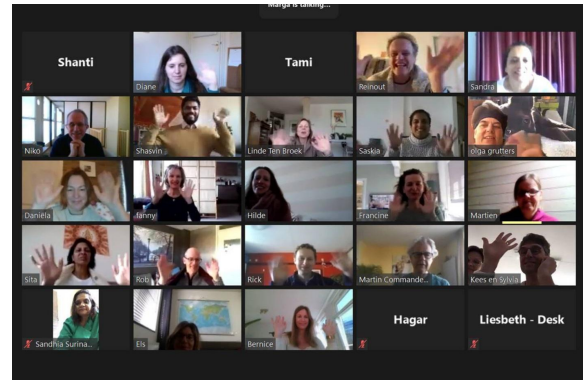 Marga is talking...
Shanti
Diane
Tami
Reinout
Sandra
Niko
Shasvin
Linde Ten Broek
Saskia
olga grutters
Daniëla
fanny
Hilde
Francine
Martien
Sita
Rob
Rick
Martin Commande...
Kees en Sylvia
Sandhia Surina...
Els
Bernice
Hagar
Liesbeth - Desk